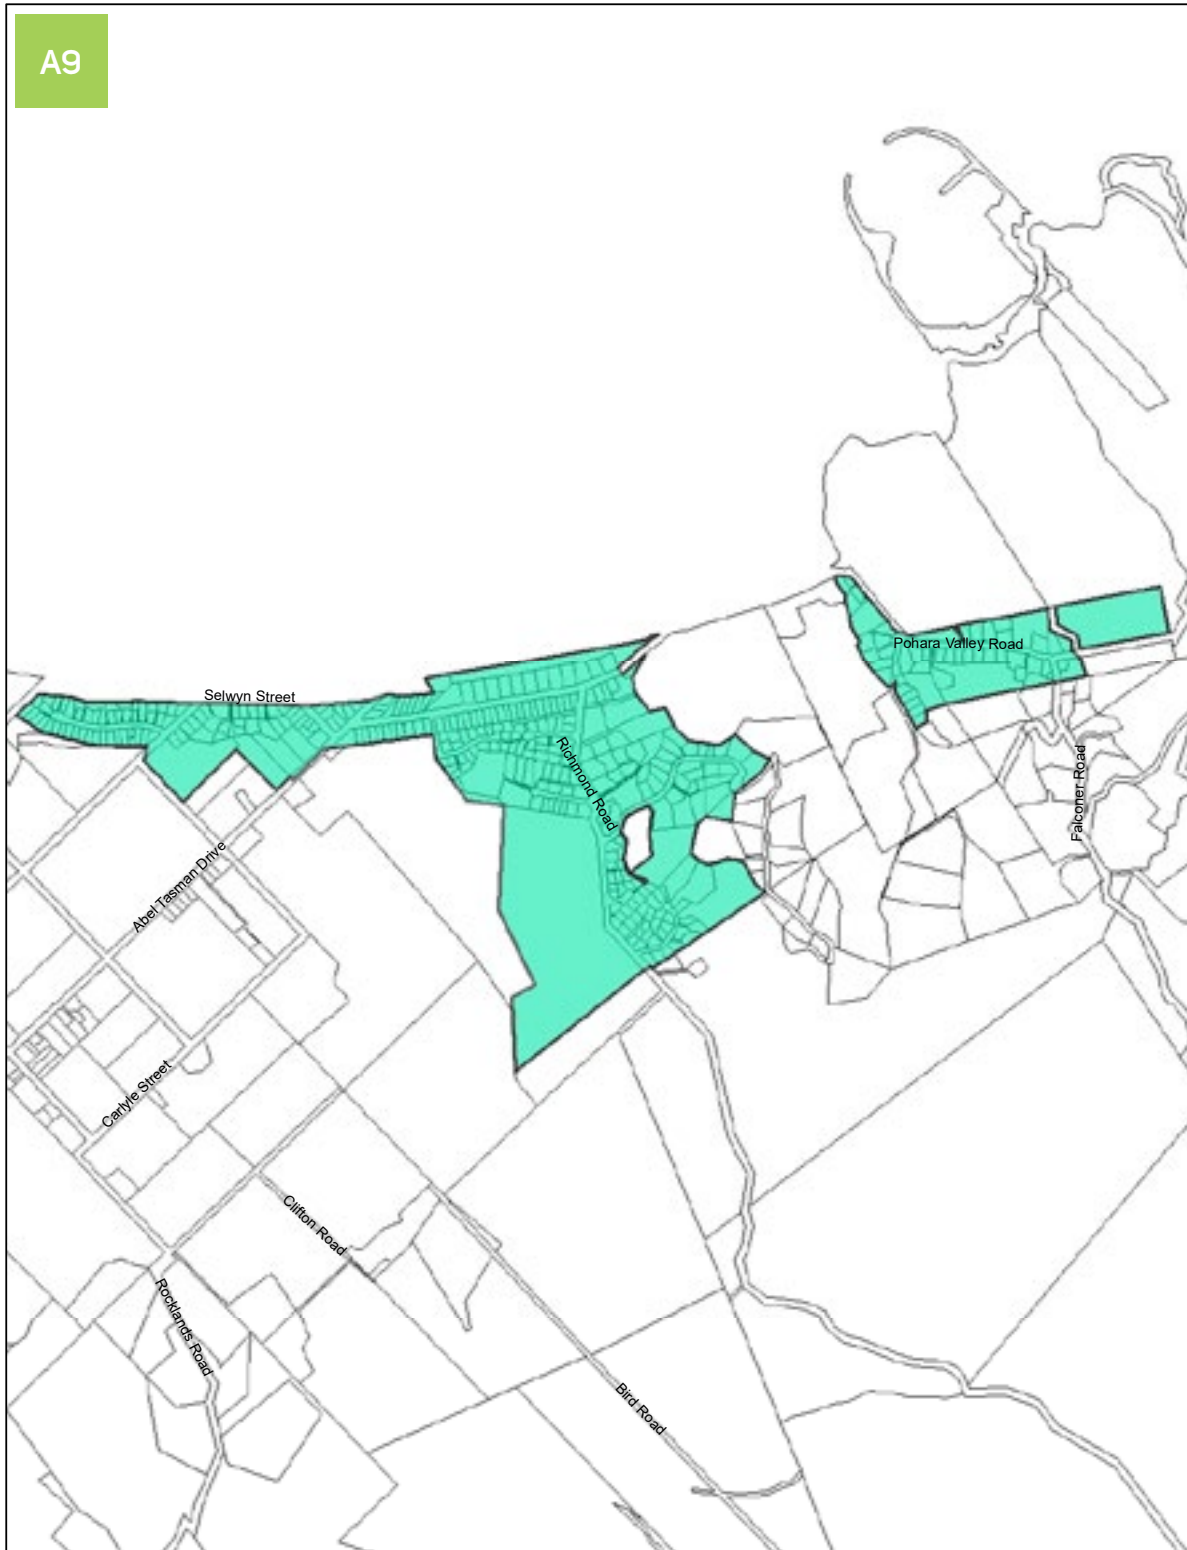 A9
Pohara Valley Road
Selwyn Street
Richmond Road
Falconer Road
Abel Tasman Drive
Carlyle Street
Clifton Road
Rocklands Road
Bird Road